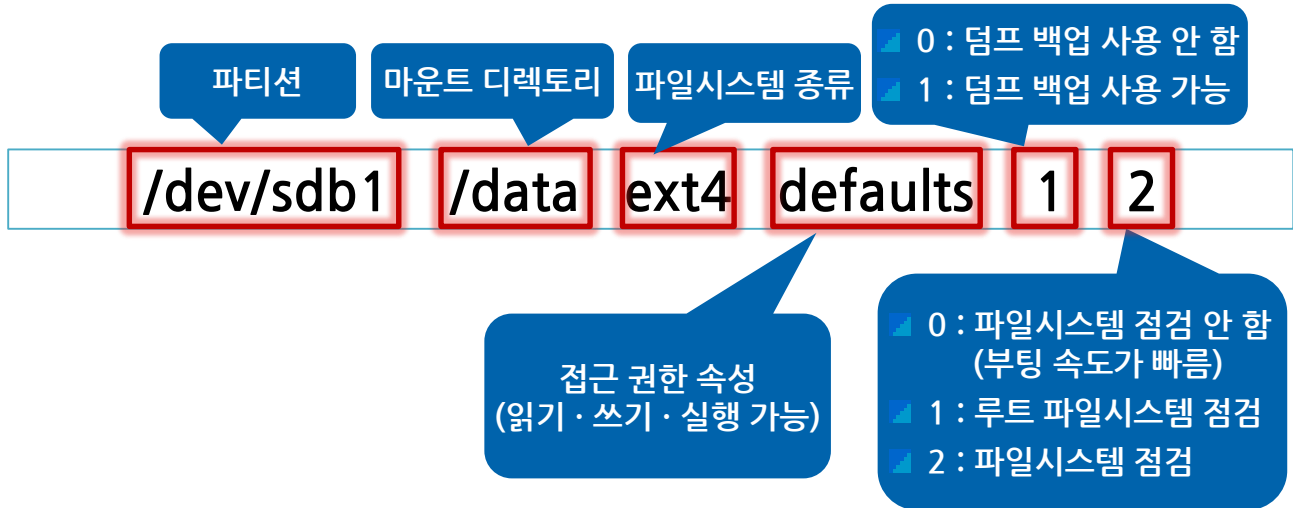 파티션
마운트 디렉토리
파일시스템 종류
0 : 덤프 백업 사용 안 함
1 : 덤프 백업 사용 가능
/dev/sdb1 /data ext4 defaults 1 2
접근 권한 속성
(읽기 · 쓰기 · 실행 가능)
0 : 파일시스템 점검 안 함
(부팅 속도가 빠름)
1 : 루트 파일시스템 점검
2 : 파일시스템 점검